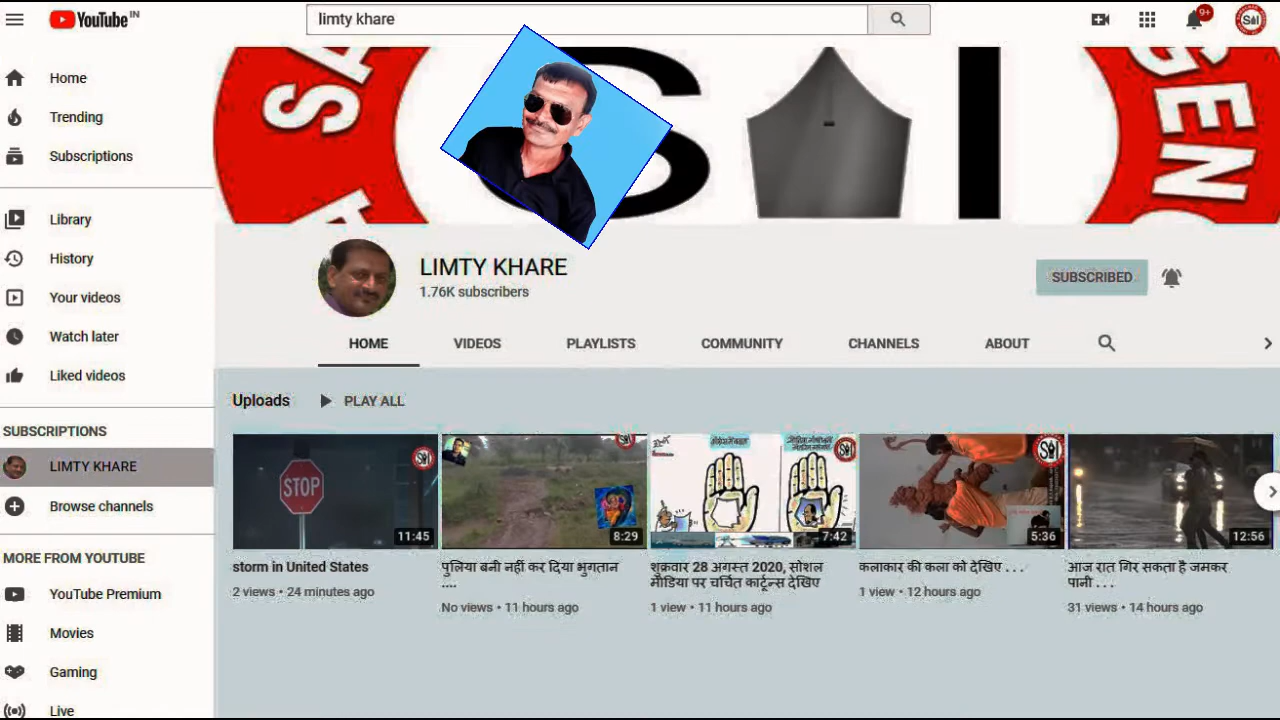 YouTube IN
limty khare
9+
SAI
Home
Trending
Subscriptions
Library
History
Your videos
Watch later
Liked videos
SUBSCRIPTIONS
LIMTY KHARE
Browse channels
MORE FROM YOUTUBE
YouTube Premium
Movies
Gaming
Live
SA
S I
GEN
LIMTY KHARE
1.76K subscribers
SUBSCRIBED
HOME VIDEOS PLAYLISTS COMMUNITY CHANNELS ABOUT
Uploads PLAY ALL
STOP
11:45
8:29
7:42
5:36
12:56
storm in United States
2 views • 24 minutes ago
पुलिया बनी नहीं कर दिया भुगतान
....
No views • 11 hours ago
शुक्रवार 28 अगस्त 2020, सोशल
मीडिया पर चर्चित कार्टून्स देखिए
1 view • 11 hours ago
कलाकार की कला को देखिए . . .
1 view • 12 hours ago
आज रात गिर सकता है जमकर
पानी . . .
31 views • 14 hours ago